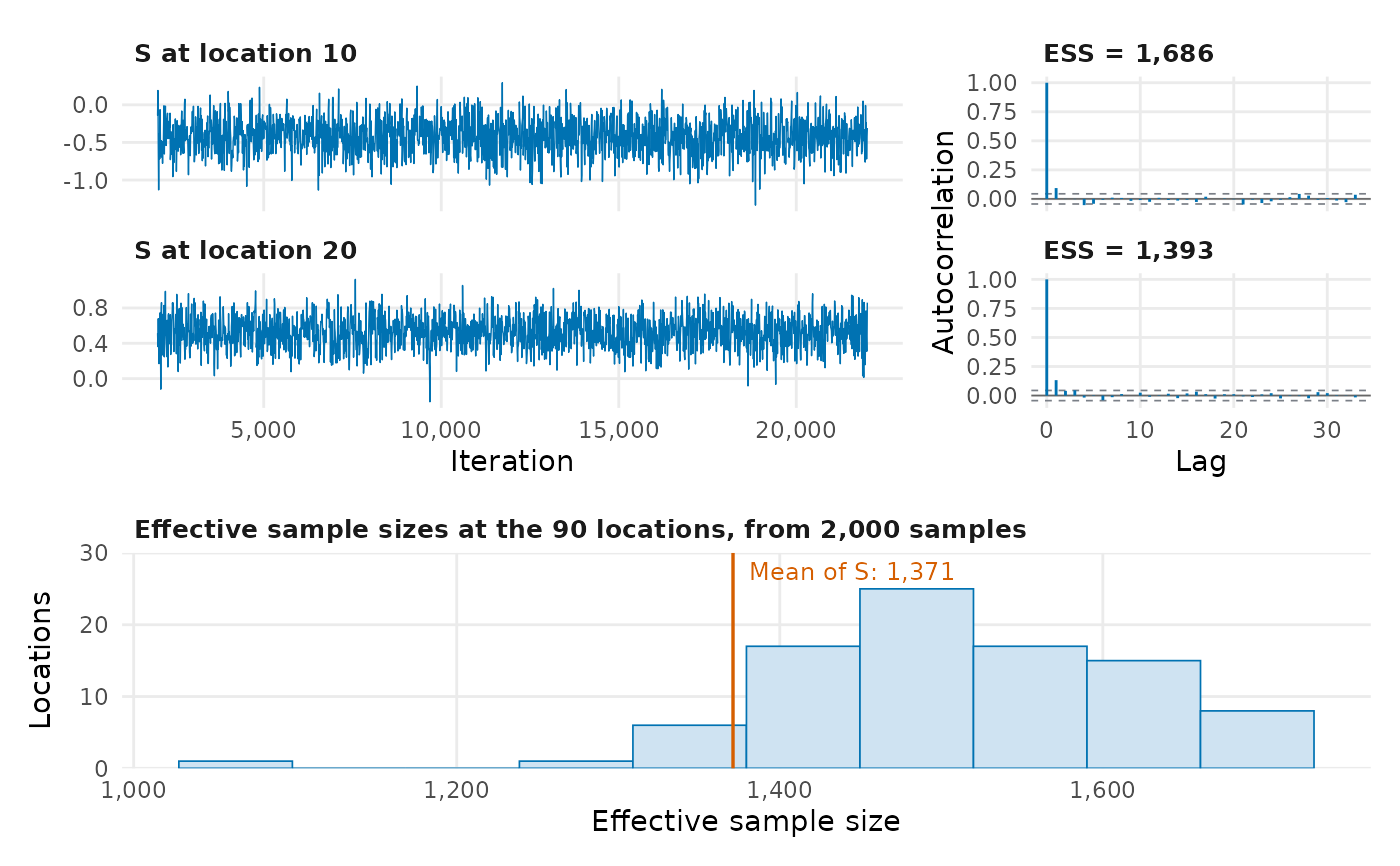 S at location 10
0.0
-0.5
-1.0
ESS = 1,686
1.00
0.75
0.50
0.25
0.00
S at location 20
0.8
0.4
0.0
5,000 10,000 15,000 20,000
Iteration
ESS = 1,393
1.00
0.75
0.50
0.25
0.00
0 10 20 30
Lag
Autocorrelation
Effective sample sizes at the 90 locations, from 2,000 samples
Mean of S: 1,371
30
20
10
0
Locations
1,000 1,200 1,400 1,600
Effective sample size